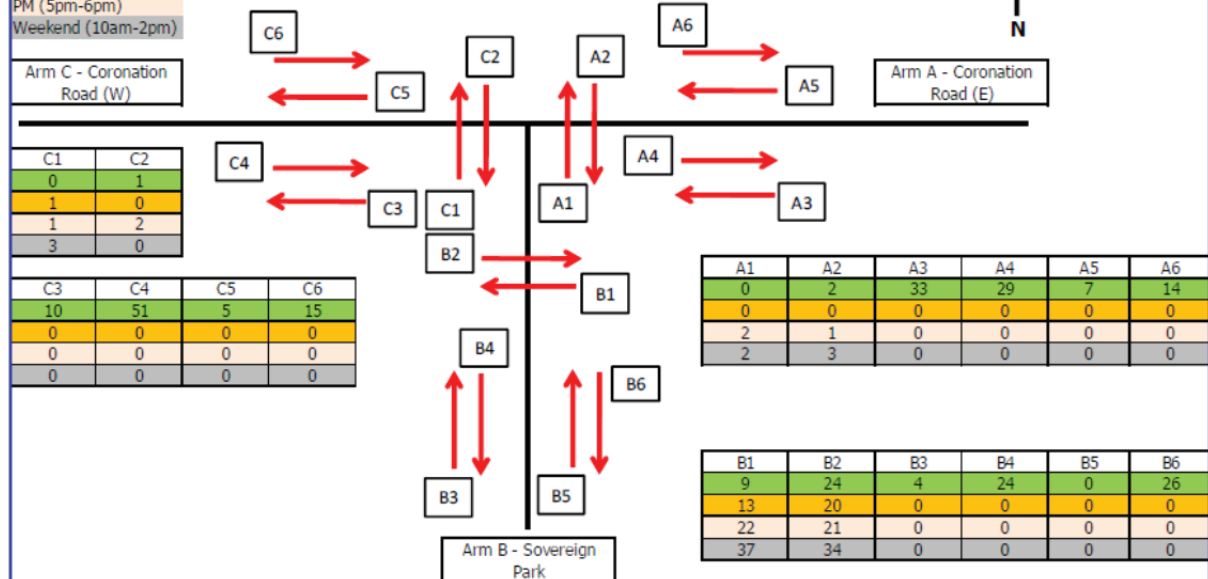 PM (5pm-6pm)
Weekend (10am-2pm)
N
C6
C2
A2
A6
Arm C - Coronation
Road (W)
C5
A5
Arm A - Coronation
Road (E)
C1 C2
0 1
1 0
1 2
3 0
C4
C3
C1
A1
A4
A3
B2
B1
C3 C4 C5 C6
10 51 5 15
0 0 0 0
0 0 0 0
0 0 0 0
A1 A2 A3 A4 A5 A6
0 2 33 29 7 14
0 0 0 0 0 0
2 1 0 0 0 0
2 3 0 0 0 0
B4
B6
B3
B5
B1 B2 B3 B4 B5 B6
9 24 4 24 0 26
13 20 0 0 0 0
22 21 0 0 0 0
37 34 0 0 0 0
Arm B - Sovereign
Park